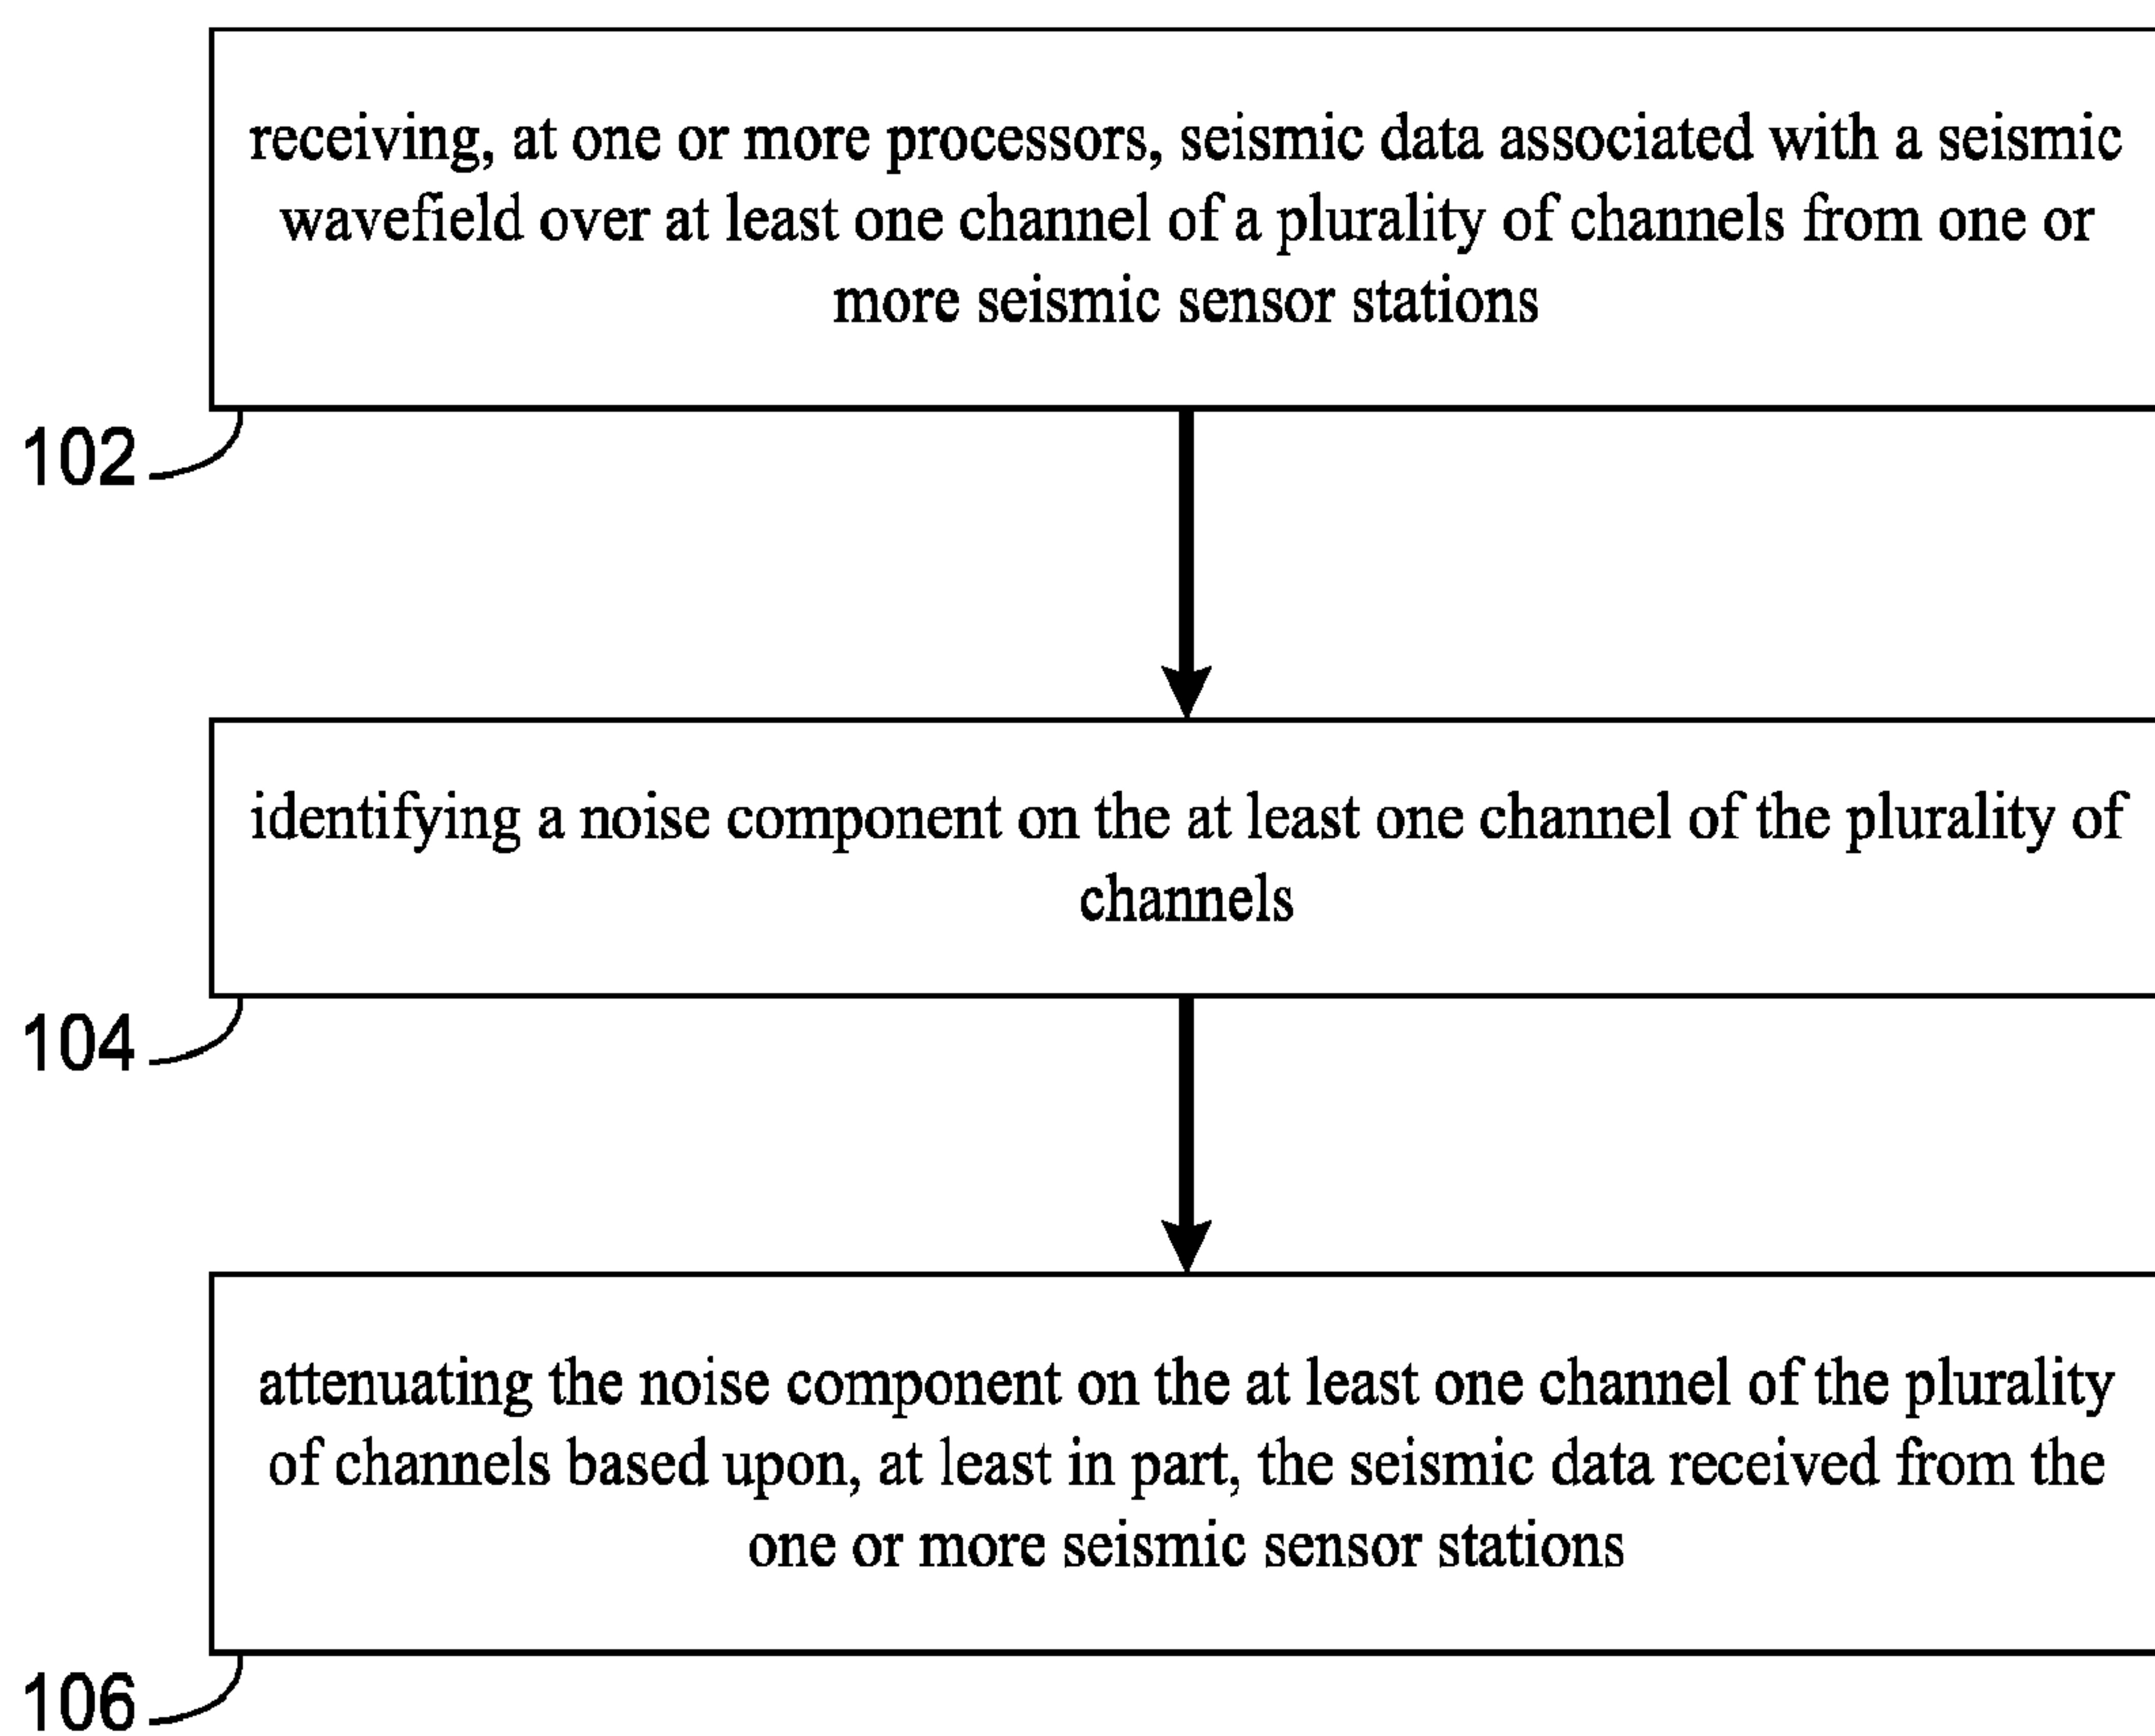 receiving, at one or more processors, seismic data associated with a seismic
wavefield over at least one channel of a plurality of channels from one or
more seismic sensor stations
102
identifying a noise component on the at least one channel of the plurality of
channels
104
attenuating the noise component on the at least one channel of the plurality
of channels based upon, at least in part, the seismic data received from the
one or more seismic sensor stations
106